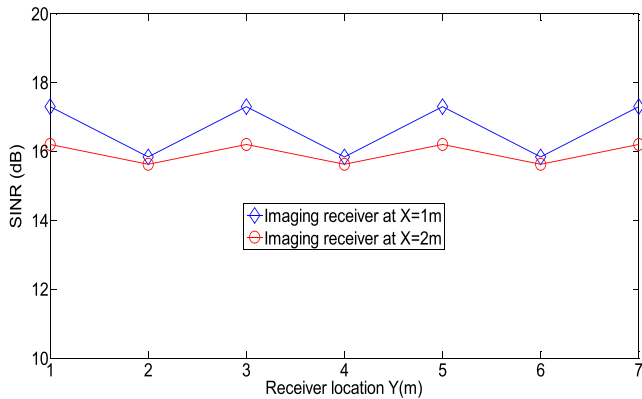 20
18
16
14
12
10
SINR (dB)
Imaging receiver at X=1m
Imaging receiver at X=2m
1 2 3 4 5 6 7
Receiver location Y(m)